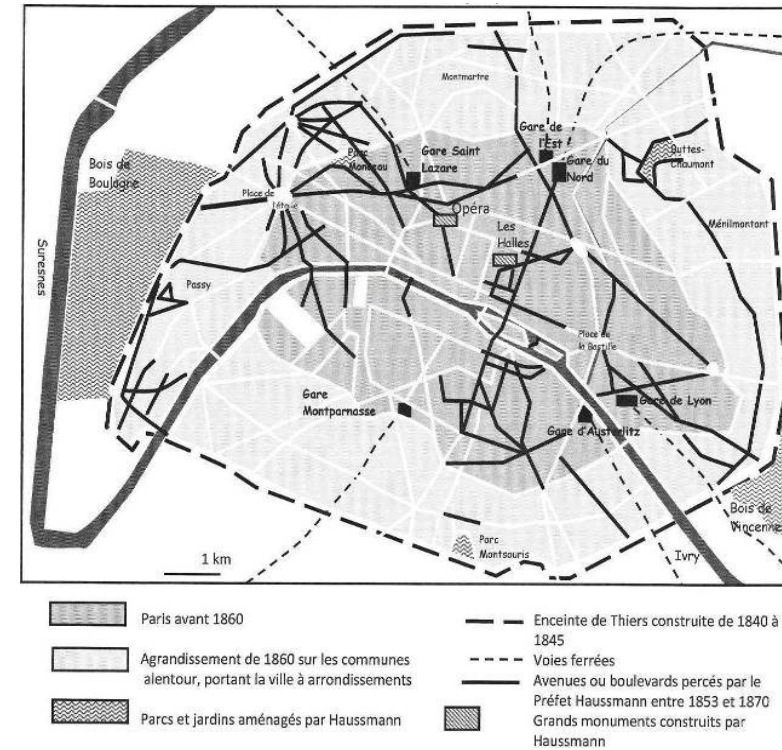 Montmartre
Gare de
l'Est
Gare du
Nord
Buttes-
Chaumont
Bois de
Boulogne
Parc
Monceau
Gare Saint
Lazare
Place de
l'étoile
Opéra
Les
Halles
Ménilmontant
Suresnes
Passy
Place de
la Bastille
Gare
Montparnasse
Gare de Lyon
Gare d'Austerlitz
Bois de
Vincenne
Parc
Montsouris
Ivry
1 km
Paris avant 1860
Agrandissement de 1860 sur les communes
alentour, portant la ville à arrondissements
Parcs et jardins aménagés par Haussmann
Enceinte de Thiers construite de 1840 à
1845
Voies ferrées
Avenues ou boulevards percés par le
Préfet Haussmann entre 1853 et 1870
Grands monuments construits par
Haussmann